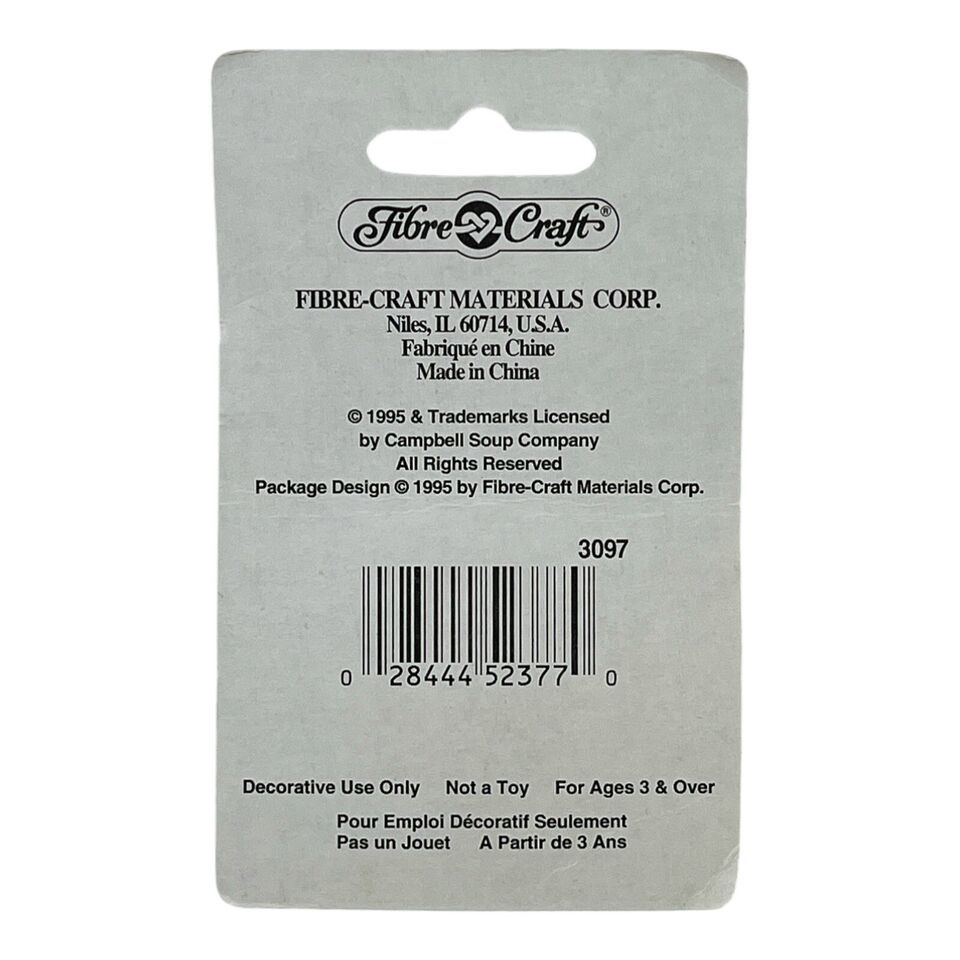 Fibre Craft®
FIBRE-CRAFT MATERIALS CORP.
Niles, IL 60714, U.S.A.
Fabriqué en Chine
Made in China
© 1995 & Trademarks Licensed
by Campbell Soup Company
All Rights Reserved
Package Design © 1995 by Fibre-Craft Materials Corp.
3097
0 28444 52377 0
Decorative Use Only Not a Toy For Ages 3 & Over
Pour Emploi Décoratif Seulement
Pas un Jouet A Partir de 3 Ans